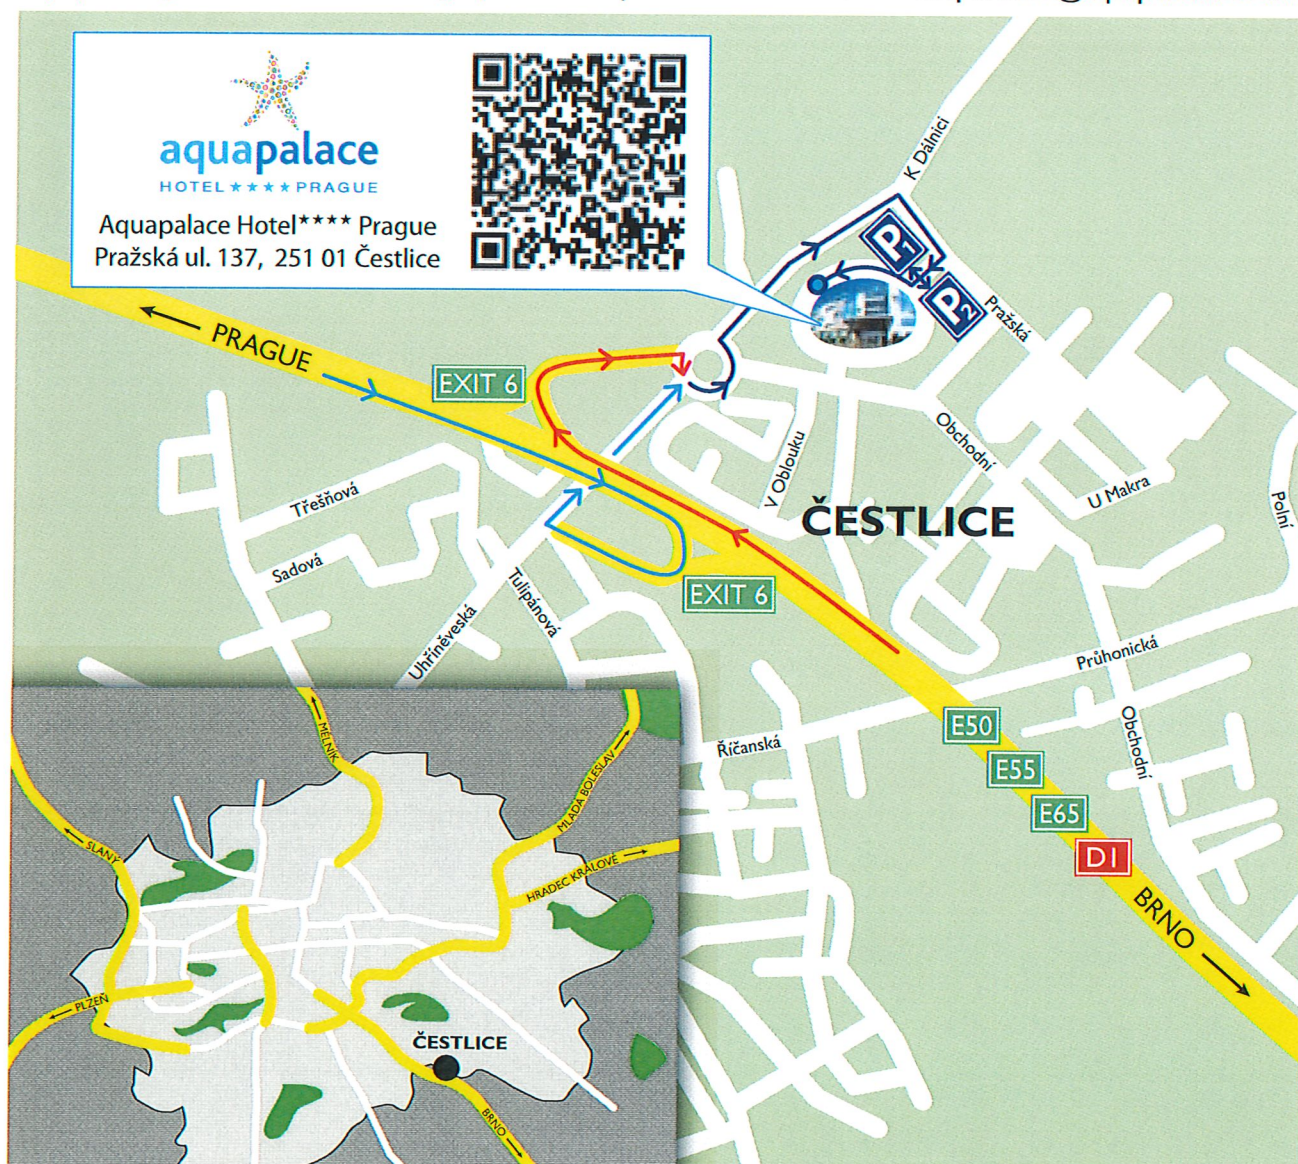 aquapalace
HOTEL ★★★★ PRAGUE
Aquapalace Hotel**** Prague
Pražská ul. 137, 251 01 Čestlice
K Dálnici
P1
P2
Pražská
PRAGUE
EXIT 6
Obchodní
V Oblouku
U Makra
Polní
Třešňová
ČESTLICE
Sadová
Tulipánová
EXIT 6
Uhříněveská
Průhonická
Obchodní
Říčanská
E50
E55
E65
D1
BRNO
MĚLNÍK
MLADÁ BOLESLAV
SLANÝ
HRADEC KRÁLOVÉ
PLZEŇ
ČESTLICE
BRNO